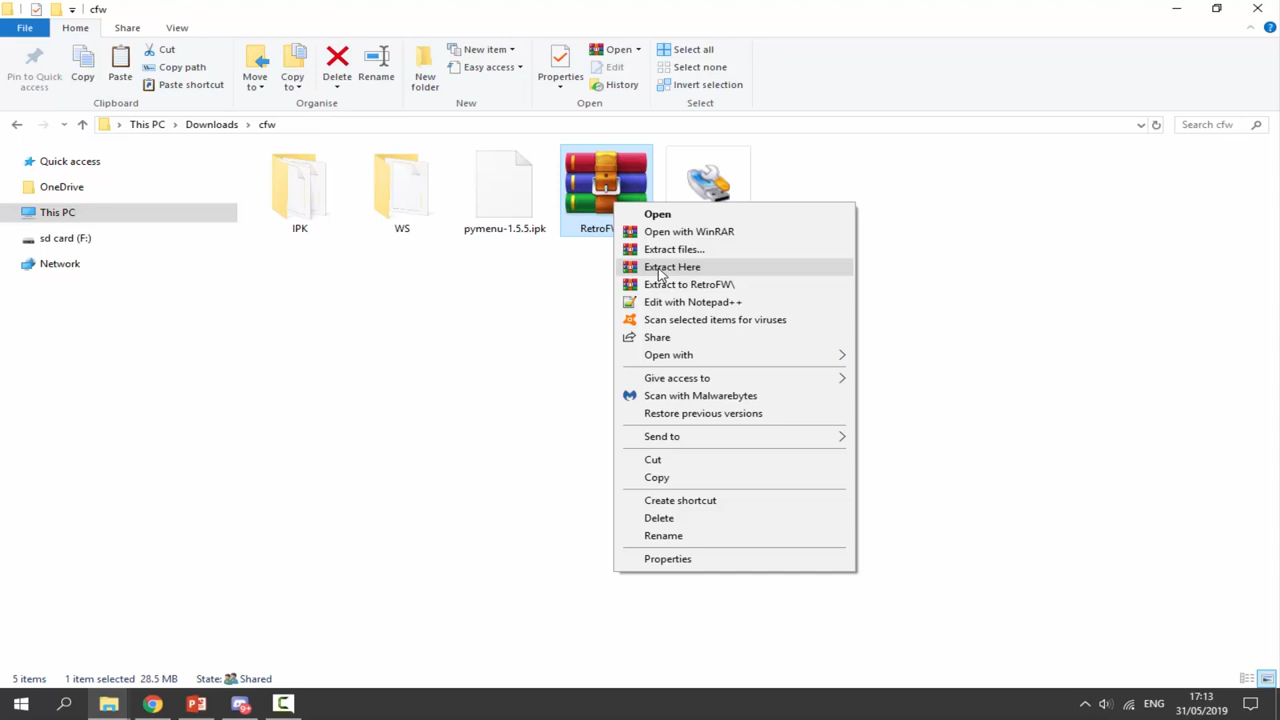 cfw
File
Home
Share
View
Pin to Quick access
Copy
Paste
Cut
Copy path
Paste shortcut
Clipboard
Move to
Copy to
Delete
Rename
Organise
New folder
New item
Easy access
New
Properties
Open
Edit
History
Open
Select all
Select none
Invert selection
Select
This PC
Downloads
cfw
Search cfw
Quick access
OneDrive
This PC
sd card (F:)
Network
IPK
WS
pymenu-1.5.5.ipk
Open
Open with WinRAR
Extract files...
Extract Here
Extract to RetroFW\
Edit with Notepad++
Scan selected items for viruses
Share
Open with
Give access to
Scan with Malwarebytes
Restore previous versions
Send to
Cut
Copy
Create shortcut
Delete
Rename
Properties
5 items
1 item selected 28.5 MB
State: Shared
ENG
17:13
31/05/2019